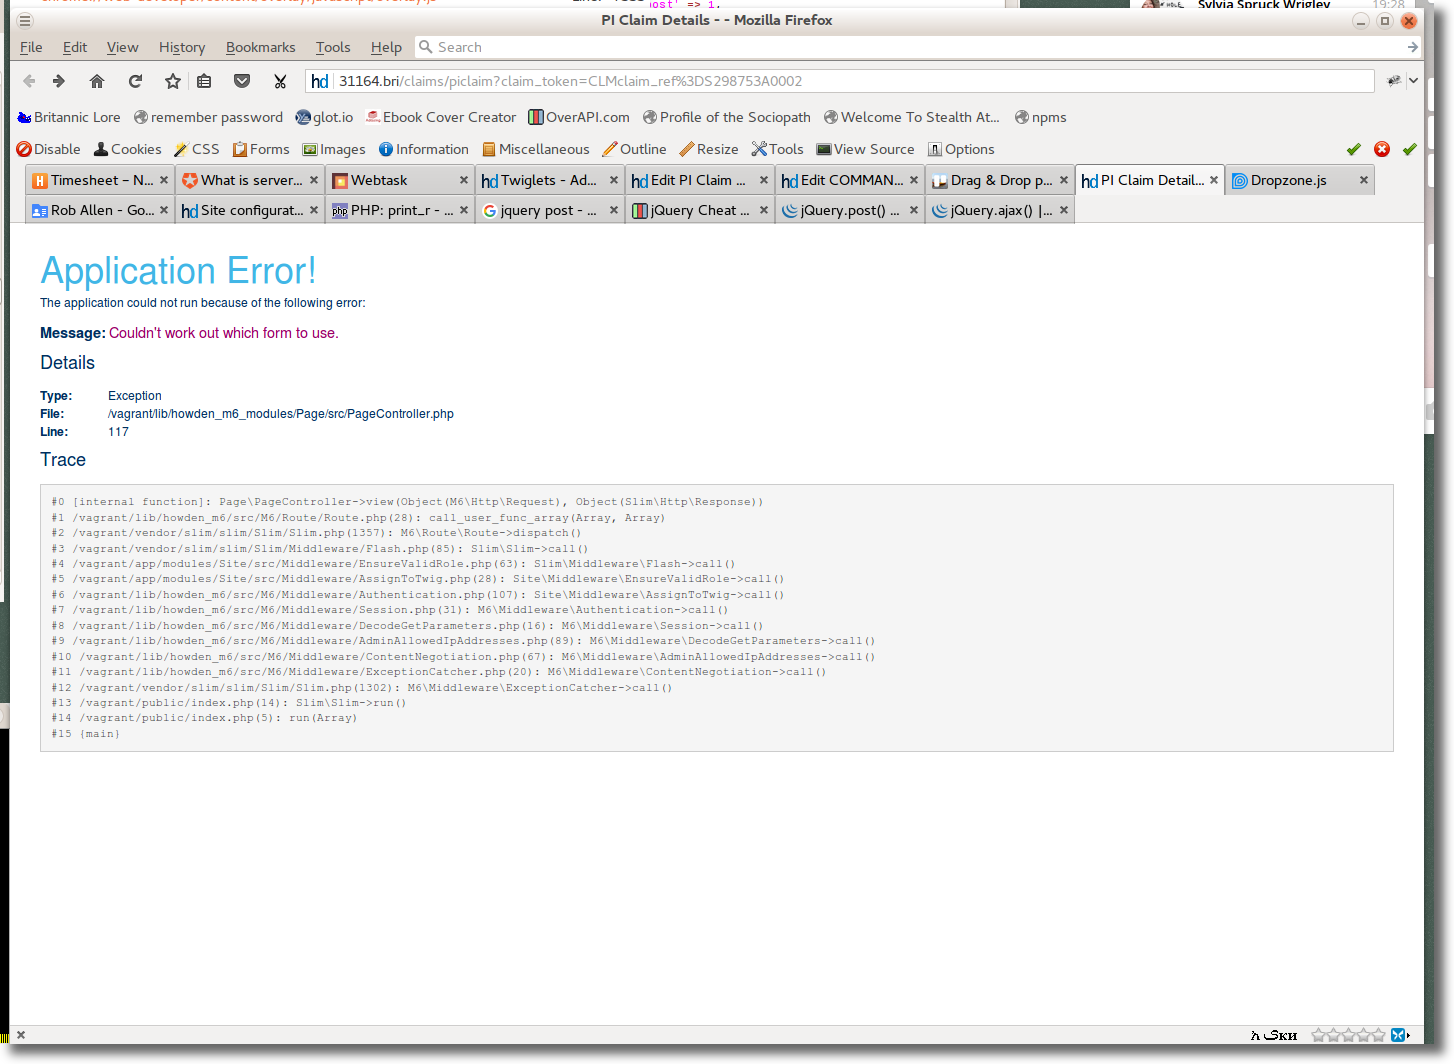 19:28
Sylvia Spruck Wrigley
PI Claim Details - - Mozilla Firefox
File Edit View History Bookmarks Tools Help Search
hd 31164.bri/claims/piclaim?claim_token=CLMclaim_ref%3DS298753A0002
Britannic Lore remember password glot.io Ebook Cover Creator OverAPI.com Profile of the Sociopath Welcome To Stealth At... npms
Disable Cookies CSS Forms Images Information Miscellaneous Outline Resize Tools View Source Options
Timesheet – N... What is server... Webtask hd Twiglets - Ad... hd Edit PI Claim ... hd Edit COMMAN... Drag & Drop p... hd PI Claim Detail... Dropzone.js
Rob Allen - Go... hd Site configurat... php PHP: print_r - ... G jquery post - ... jQuery Cheat ... jQuery.post() ... jQuery.ajax() |...
Application Error!
The application could not run because of the following error:
Message: Couldn't work out which form to use.
Details
Type: Exception
File: /vagrant/lib/howden_m6_modules/Page/src/PageController.php
Line: 117
Trace
#0 [internal function]: Page\PageController->view(Object(M6\Http\Request), Object(Slim\Http\Response))
#1 /vagrant/lib/howden_m6/src/M6/Route/Route.php(28): call_user_func_array(Array, Array)
#2 /vagrant/vendor/slim/slim/Slim/Slim.php(1357): M6\Route\Route->dispatch()
#3 /vagrant/vendor/slim/slim/Slim/Middleware/Flash.php(85): Slim\Slim->call()
#4 /vagrant/app/modules/Site/src/Middleware/EnsureValidRole.php(63): Slim\Middleware\Flash->call()
#5 /vagrant/app/modules/Site/src/Middleware/AssignToTwig.php(28): Site\Middleware\EnsureValidRole->call()
#6 /vagrant/lib/howden_m6/src/M6/Middleware/Authentication.php(107): Site\Middleware\AssignToTwig->call()
#7 /vagrant/lib/howden_m6/src/M6/Middleware/Session.php(31): M6\Middleware\Authentication->call()
#8 /vagrant/lib/howden_m6/src/M6/Middleware/DecodeGetParameters.php(16): M6\Middleware\Session->call()
#9 /vagrant/lib/howden_m6/src/M6/Middleware/AdminAllowedIpAddresses.php(89): M6\Middleware\DecodeGetParameters->call()
#10 /vagrant/lib/howden_m6/src/M6/Middleware/ContentNegotiation.php(67): M6\Middleware\AdminAllowedIpAddresses->call()
#11 /vagrant/lib/howden_m6/src/M6/Middleware/ExceptionCatcher.php(20): M6\Middleware\ContentNegotiation->call()
#12 /vagrant/vendor/slim/slim/Slim/Slim.php(1302): M6\Middleware\ExceptionCatcher->call()
#13 /vagrant/public/index.php(14): Slim\Slim->run()
#14 /vagrant/public/index.php(5): run(Array)
#15 {main}